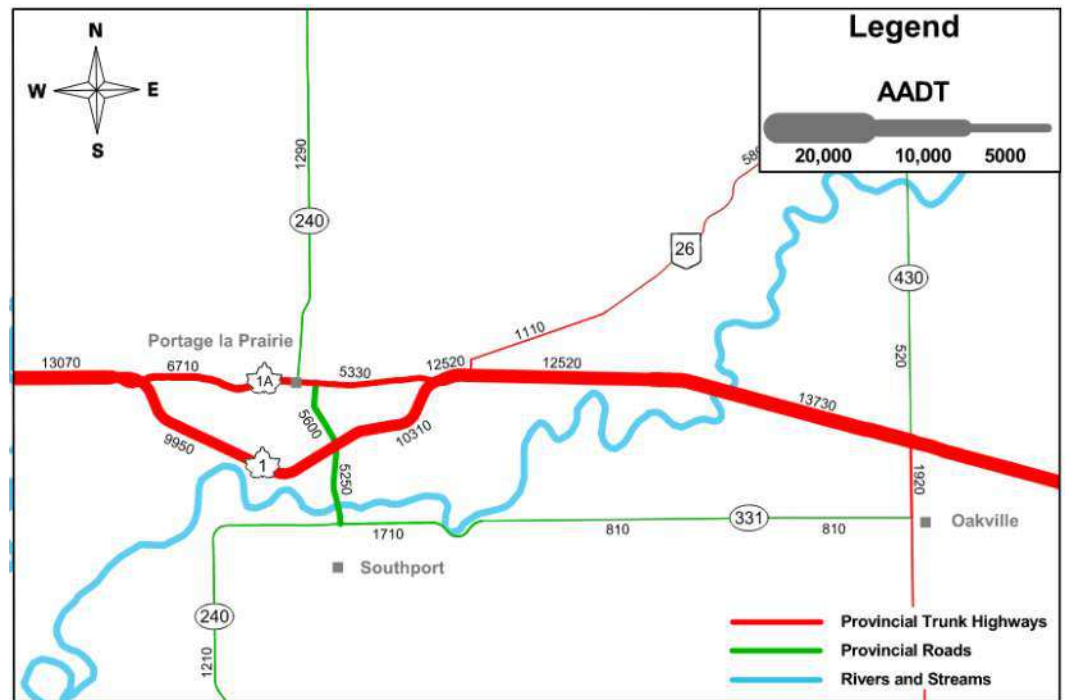 N
W E
S
Legend
AADT
20,000 10,000 5000
1290
240
26
430
1110
520
Portage la Prairie
13070
6710
1A
5330
12520
12520
13730
5600
9950
10310
1
5250
1920
1710
810
331
810
Oakville
Southport
240
1210
Provincial Trunk Highways
Provincial Roads
Rivers and Streams